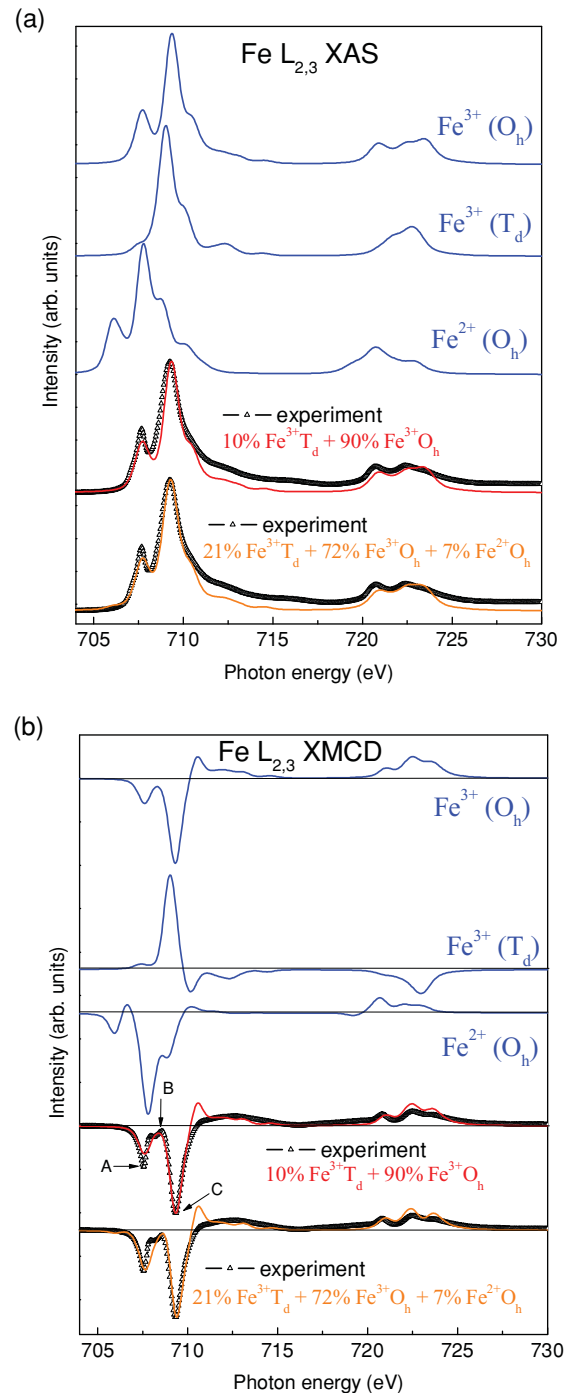 (a)
Fe L2,3 XAS
Fe3+ (Oh)
Fe3+ (Td)
Fe2+ (Oh)
experiment
10% Fe3+Td + 90% Fe3+Oh
experiment
21% Fe3+Td + 72% Fe3+Oh + 7% Fe2+Oh
Intensity (arb. units)
705 710 715 720 725 730
Photon energy (eV)
(b)
Fe L2,3 XMCD
Fe3+ (Oh)
Fe3+ (Td)
Fe2+ (Oh)
B
A
C
experiment
10% Fe3+Td + 90% Fe3+Oh
experiment
21% Fe3+Td + 72% Fe3+Oh + 7% Fe2+Oh
Intensity (arb. units)
705 710 715 720 725 730
Photon energy (eV)